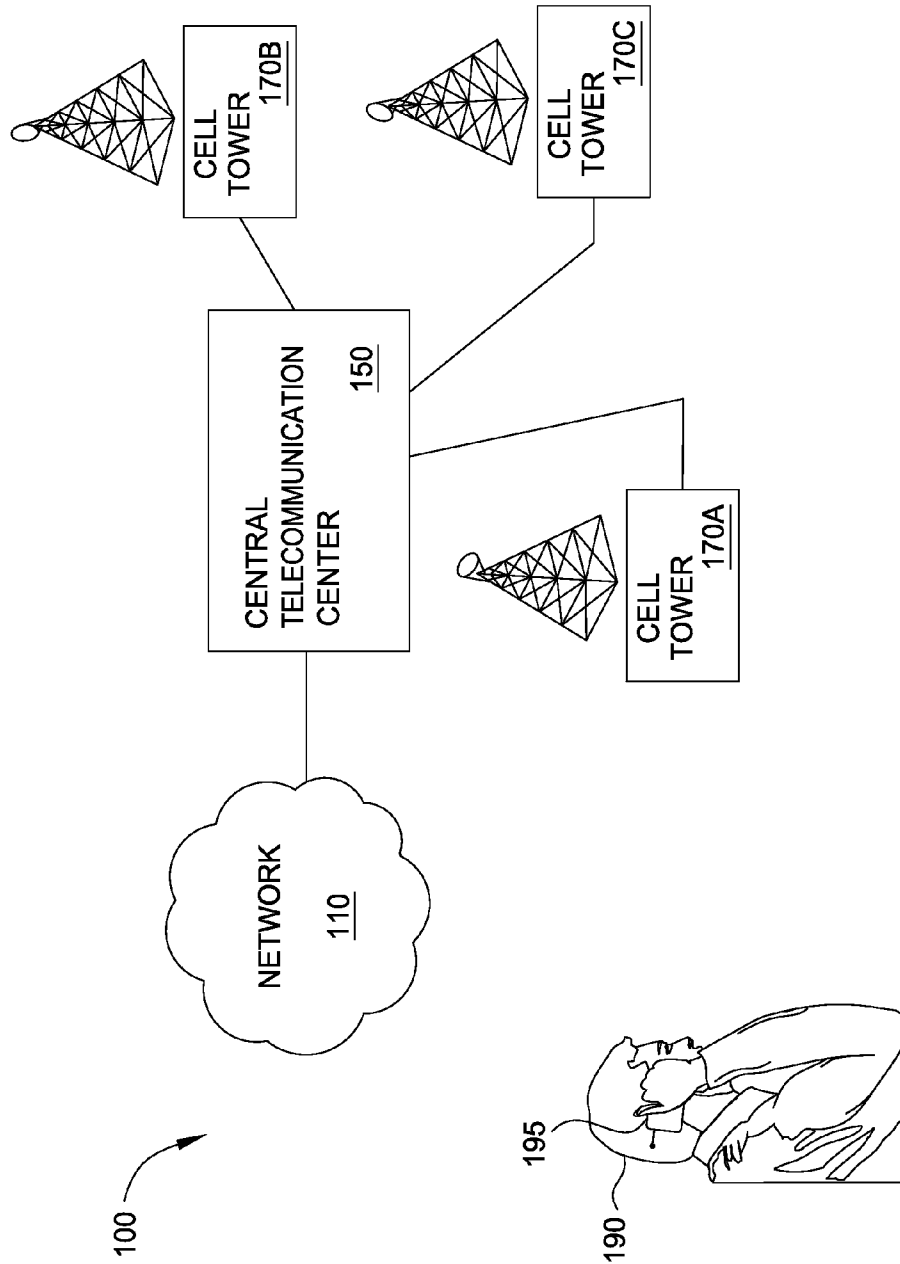 100
NETWORK
110
CENTRAL
TELECOMMUNICATION
CENTER
150
CELL
TOWER
170B
CELL
TOWER
170C
CELL
TOWER
170A
195
190